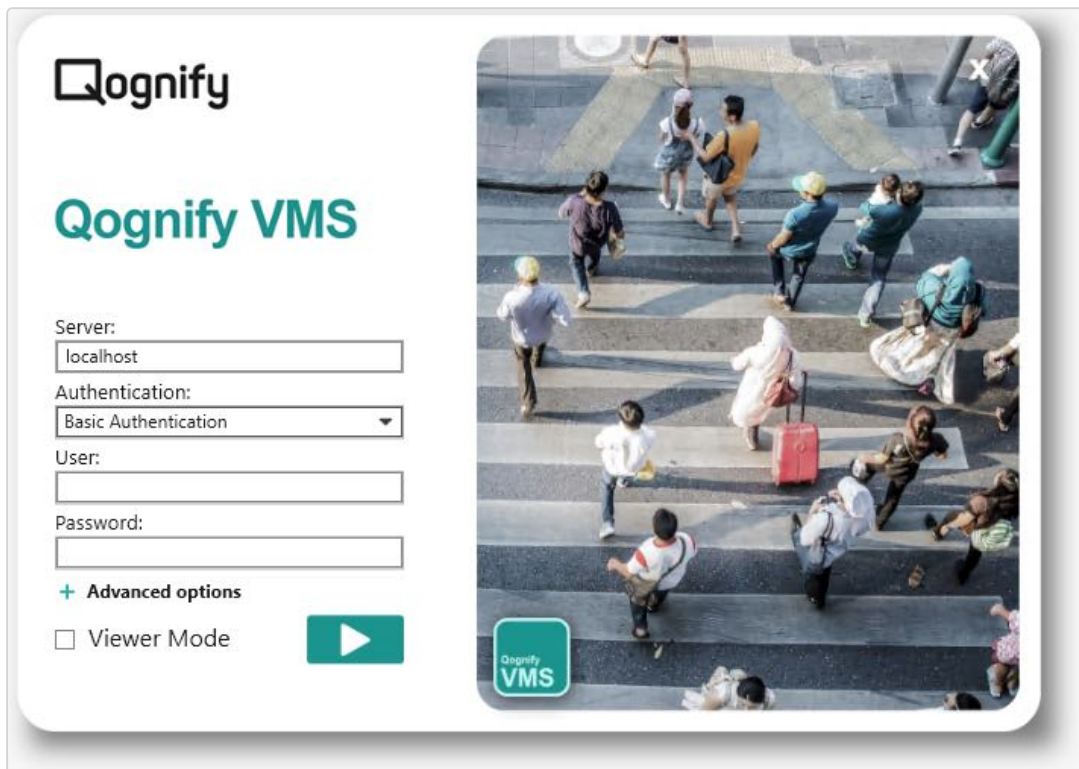 Qognify
X
Qognify VMS
Server:
localhost
Authentication:
Basic Authentication
User:
Password:
+ Advanced options
Viewer Mode
Qognify
VMS